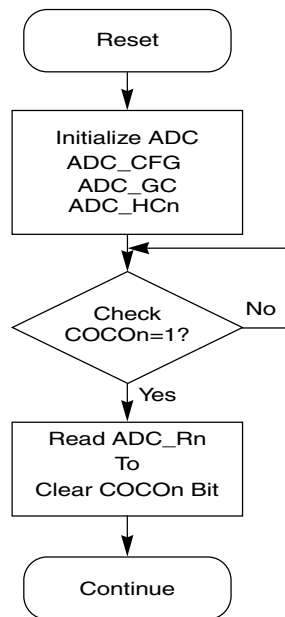 Reset
Initialize ADC
ADC_CFG
ADC_GC
ADC_HCn
Check
COCOn=1?
No
Yes
Read ADC_Rn
To
Clear COCOn Bit
Continue